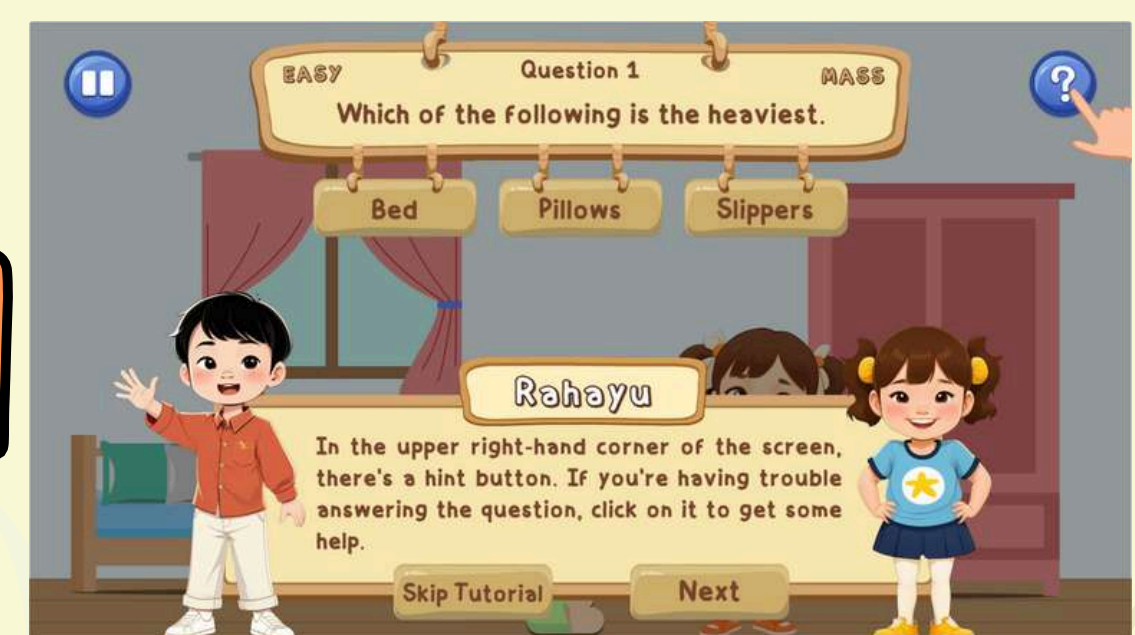 EASY
Question 1
MASS
Which of the following is the heaviest.
Bed
Pillows
Slippers
?
Rahayu
In the upper right-hand corner of the screen,
there's a hint button. If you're having trouble
answering the question, click on it to get some
help.
Skip Tutorial
Next